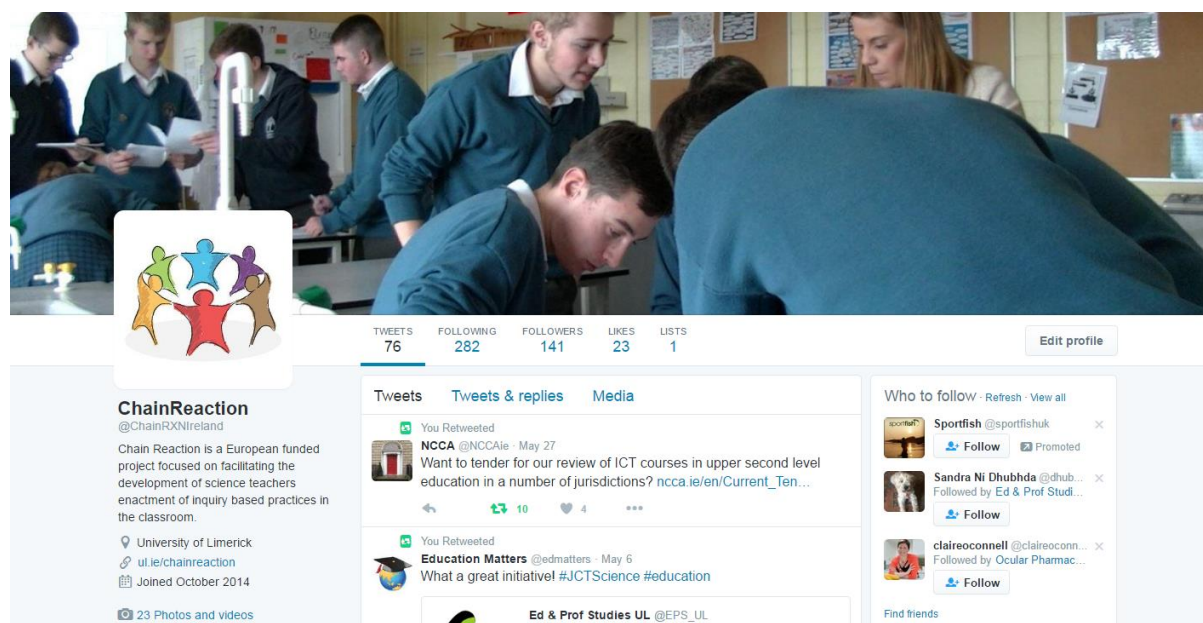 TWEETS
76
FOLLOWING
282
FOLLOWERS
141
LIKES
23
LISTS
1
Edit profile
ChainReaction
@ChainRXNIreland
Chain Reaction is a European funded
project focused on facilitating the
development of science teachers
enactment of inquiry based practices in
the classroom.
University of Limerick
ul.ie/chainreaction
Joined October 2014
23 Photos and videos
Tweets Tweets & replies Media
You Retweeted
NCCA @NCCAie · May 27
Want to tender for our review of ICT courses in upper second level
education in a number of jurisdictions? ncca.ie/en/Current_Ten...
10 4
You Retweeted
Education Matters @edmatters · May 6
What a great initiative! #JCTScience #education
Ed & Prof Studies UL @EPS_UL
Who to follow · Refresh · View all
sportfish
Sportfish @sportfishuk
Follow Promoted
Sandra Ni Dhubhda @dhub...
Followed by Ed & Prof Studi...
Follow
claireoconnell @claireoconn...
Followed by Ocular Pharmac...
Follow
Find friends